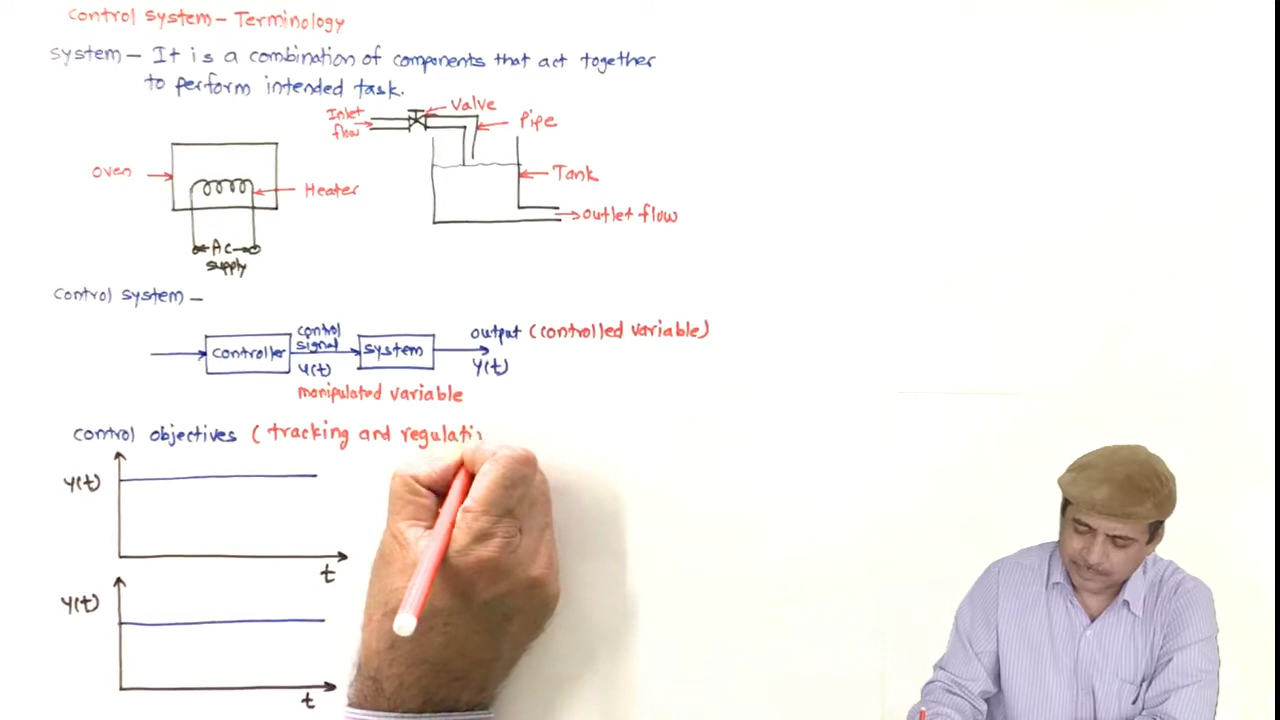 Control system - Terminology
System - It is a combination of components that act together
to perform intended task.
Inlet
flow
Valve
Pipe
Tank
outlet flow
oven
Heater
AC
supply
Control system -
controller
control
signal
y(t)
manipulated variable
system
output (controlled variable)
y(t)
control objectives (tracking and regulati
y(t)
t
y(t)
t